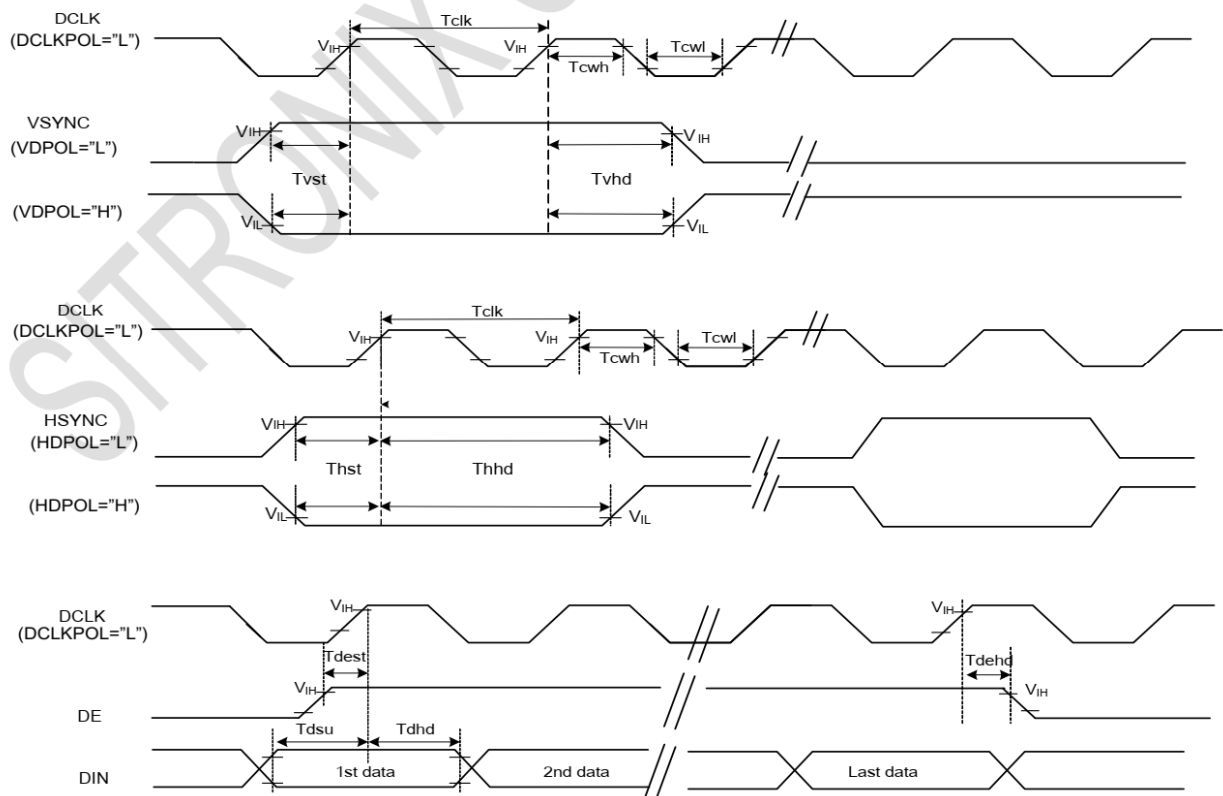 DCLK
(DCLKPOL="L")
Tclk
VIH
VIH
Tcwh
Tcwl
VSYNC
(VDPOL="L")
VIH
VIH
Tvst
Tvhd
(VDPOL="H")
VIL
VIL
DCLK
(DCLKPOL="L")
Tclk
VIH
VIH
Tcwh
Tcwl
HSYNC
(HDPOL="L")
VIH
VIH
Thst
Thhd
(HDPOL="H")
VIL
VIL
DCLK
(DCLKPOL="L")
VIH
VIH
Tdest
Tdehd
VIH
VIH
DE
Tdsu
Tdhd
DIN
1st data
2nd data
Last data
SITRONIX